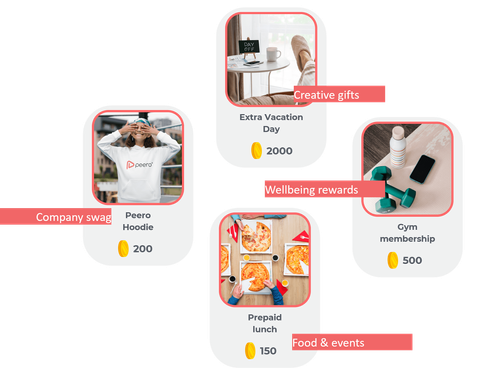 DAY
OFF
Creative gifts
Extra Vacation
Day
2000
peero
Company swag
Peero
Hoodie
200
Wellbeing rewards
Gym
membership
500
Prepaid
lunch
150
Food & events